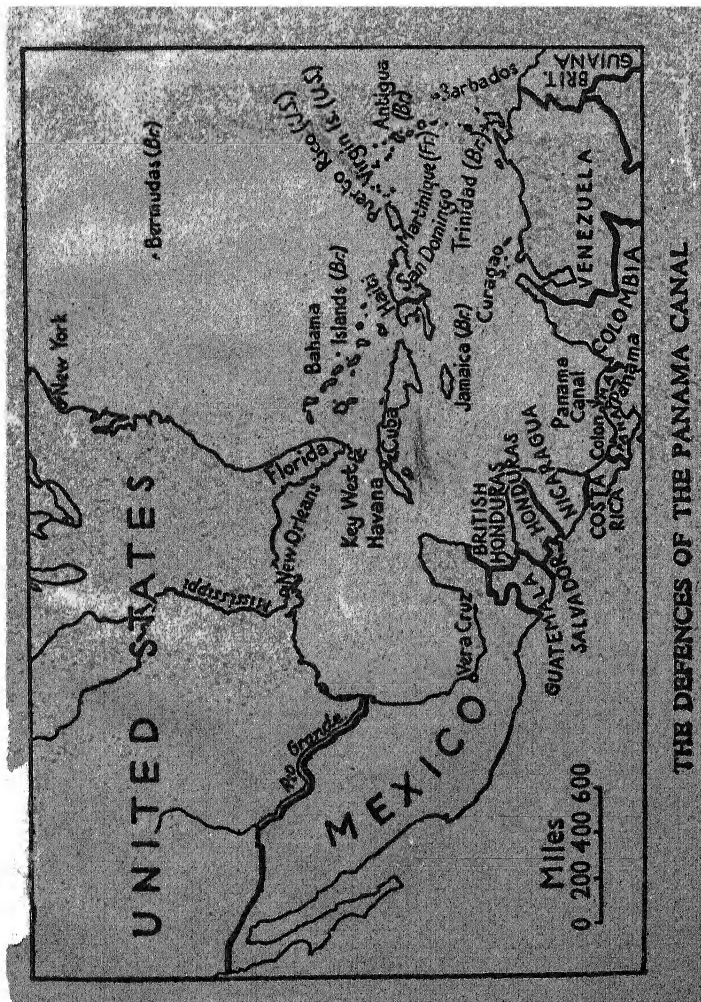 UNITED STATES
New York
Bermudas (Br.)
Mississippi
New Orleans
Florida
Rio Grande
MEXICO
Vera Cruz
Key West
Havana
Cuba
Bahama
Islands (Br.)
Haiti
San Domingo
Puerto Rico (U.S)
Virgin Is. (U.S)
Antigua
(Br.)
Martinique (Fr.)
Barbados
Trinidad (Br.)
Jamaica (Br.)
Curaçao
BRITISH
HONDURAS
HONDURAS
GUATEMALA
SALVADOR
NICARAGUA
COSTA
RICA
Panama
Canal
Colon
PANAMA
Panama
COLOMBIA
VENEZUELA
BRIT.
GUIANA
Miles
0 200 400 600
THE DEFENCES OF THE PANAMA CANAL